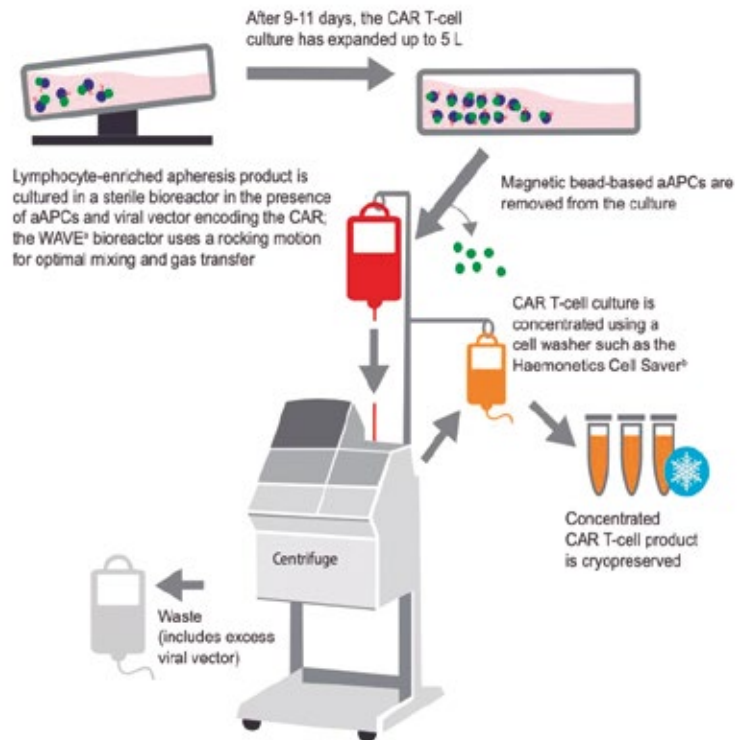 After 9-11 days, the CAR T-cell
culture has expanded up to 5 L
Lymphocyte-enriched apheresis product is
cultured in a sterile bioreactor in the presence
of aAPCs and viral vector encoding the CAR;
the WAVEᵃ bioreactor uses a rocking motion
for optimal mixing and gas transfer
Magnetic bead-based aAPCs are
removed from the culture
CAR T-cell culture is
concentrated using a
cell washer such as the
Haemonetics Cell Saverᵇ
Concentrated
CAR T-cell product
is cryopreserved
Centrifuge
Waste
(includes excess
viral vector)